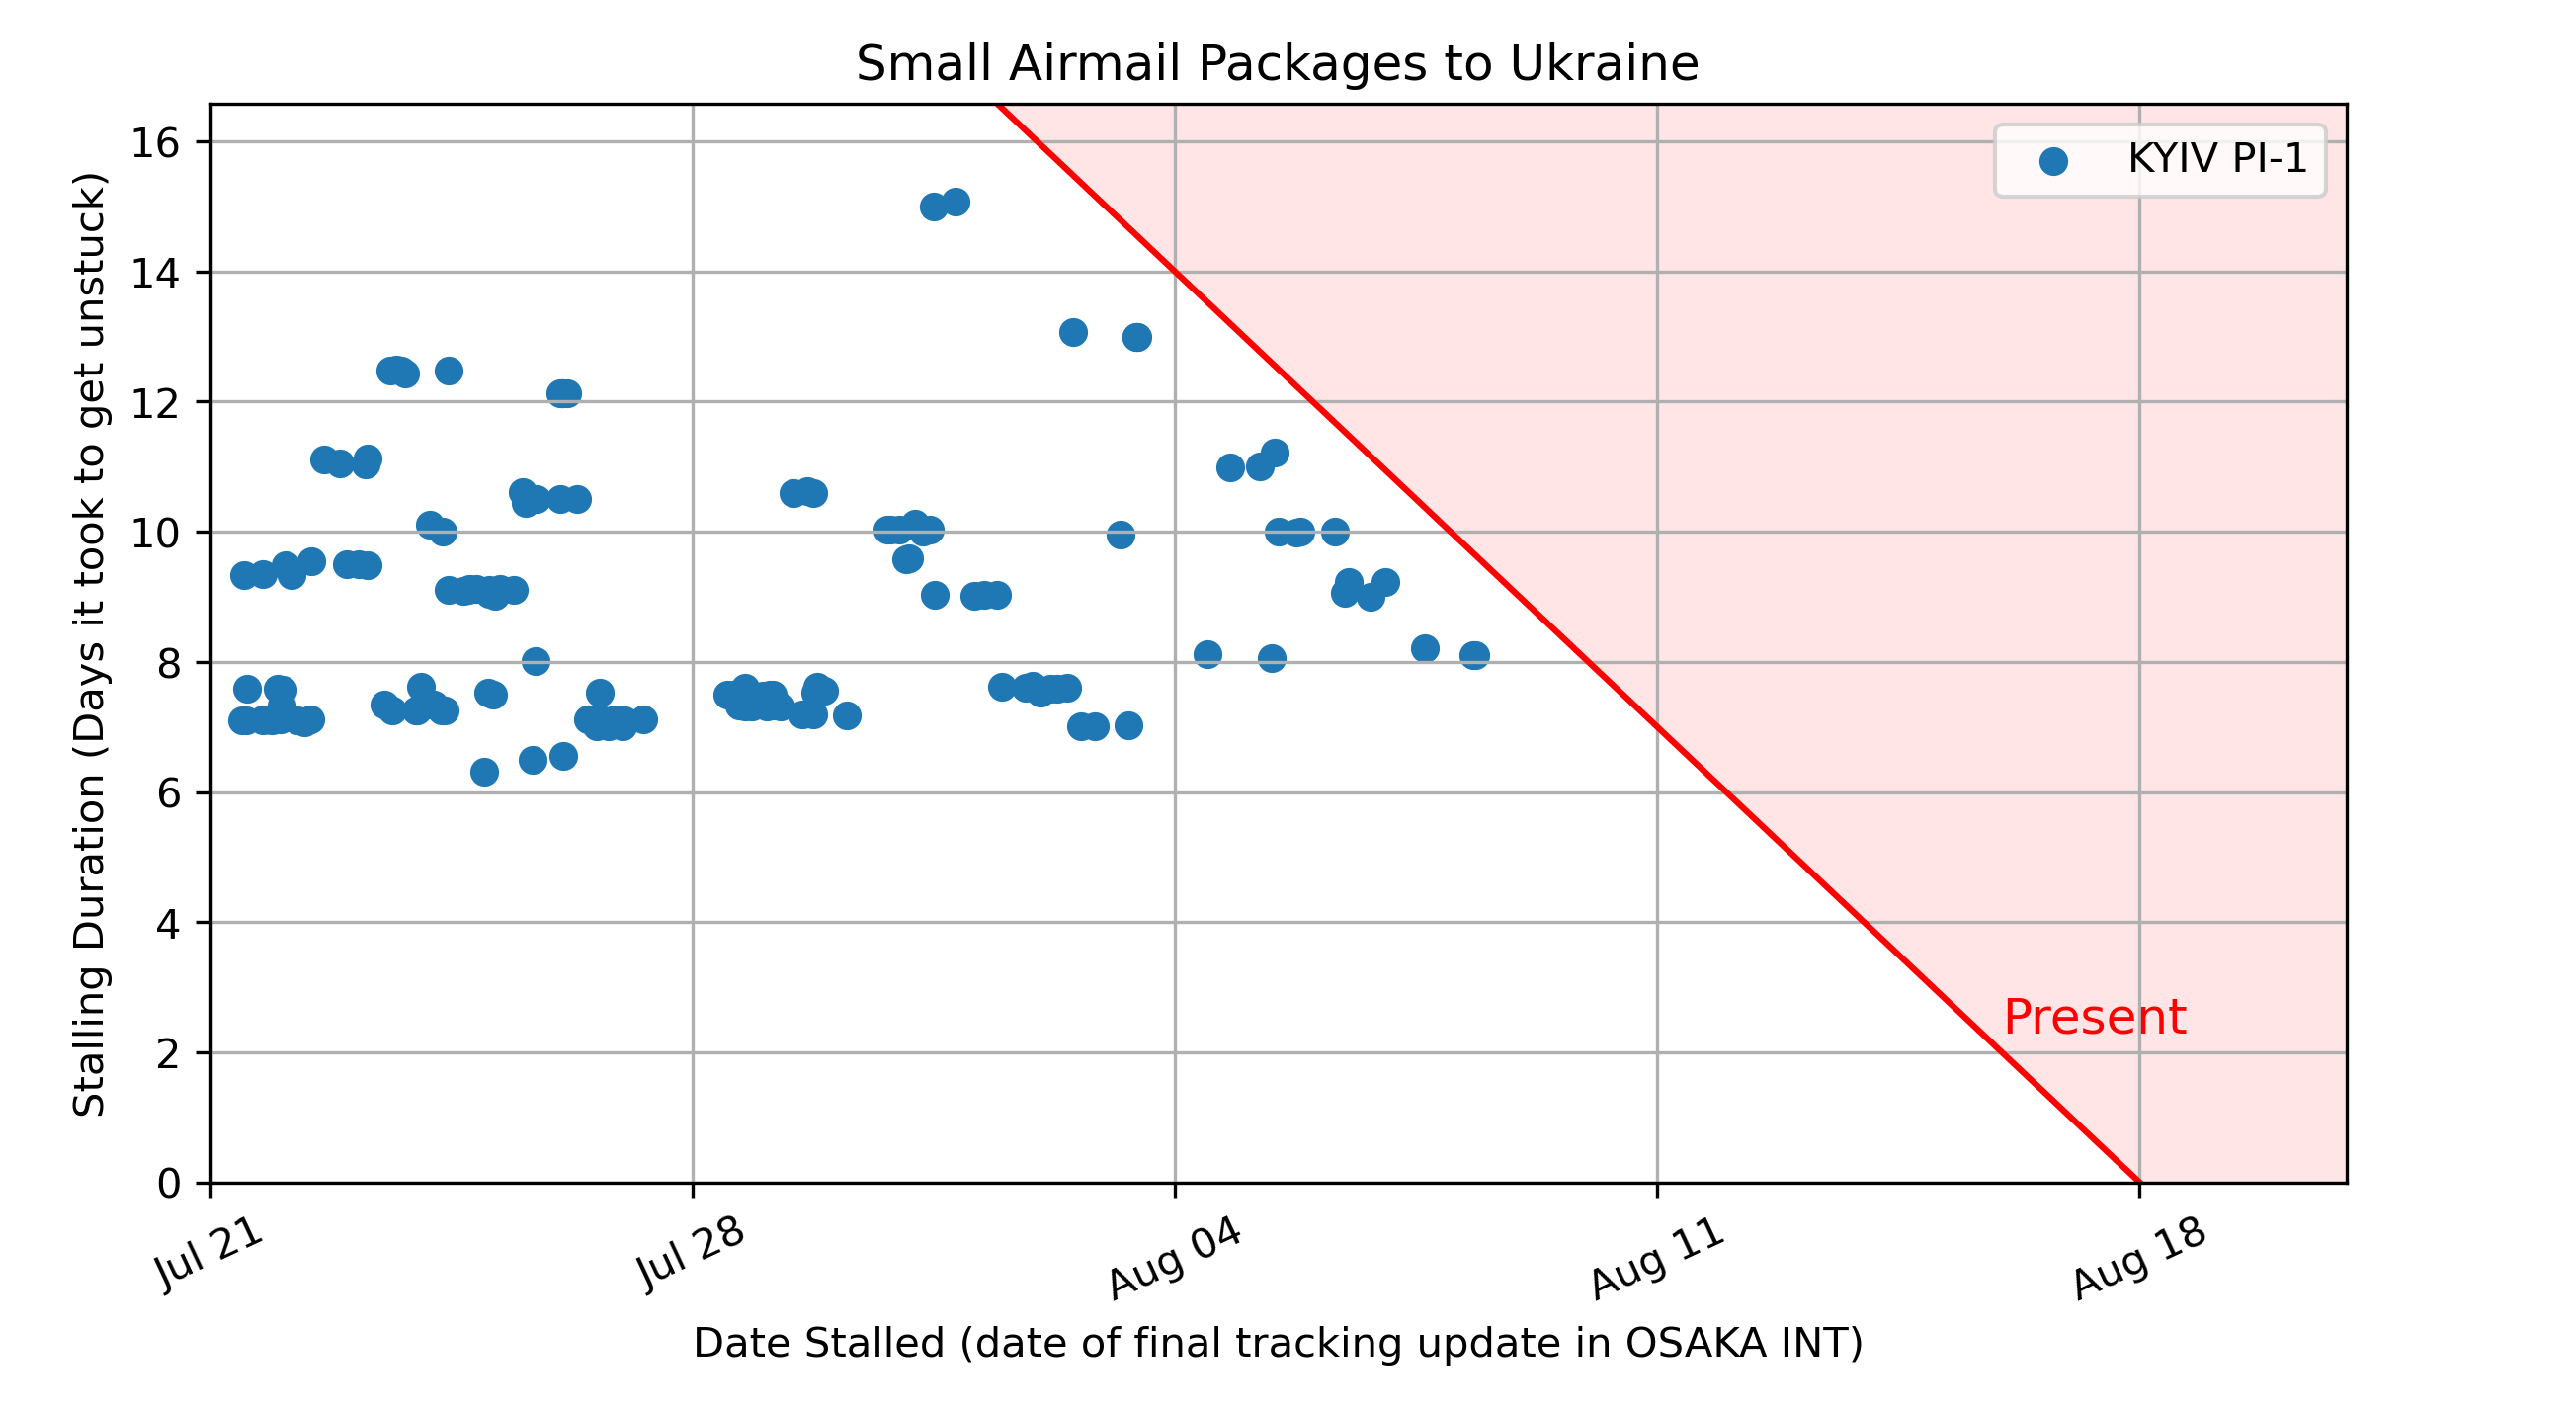 Small Airmail Packages to Ukraine
KYIV PI-1
Stalling Duration (Days it took to get unstuck)
16
14
12
10
8
6
4
2
0
Present
Jul 21
Jul 28
Aug 04
Aug 11
Aug 18
Date Stalled (date of final tracking update in OSAKA INT)